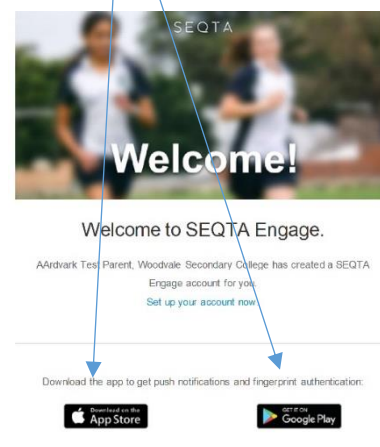 SEQTA
Welcome!
Welcome to SEQTA Engage.
AArdvark Test Parent, Woodvale Secondary College has created a SEQTA
Engage account for you.
Set up your account now
Download the app to get push notifications and fingerprint authentication:
Download on the
App Store
GET IT ON
Google Play